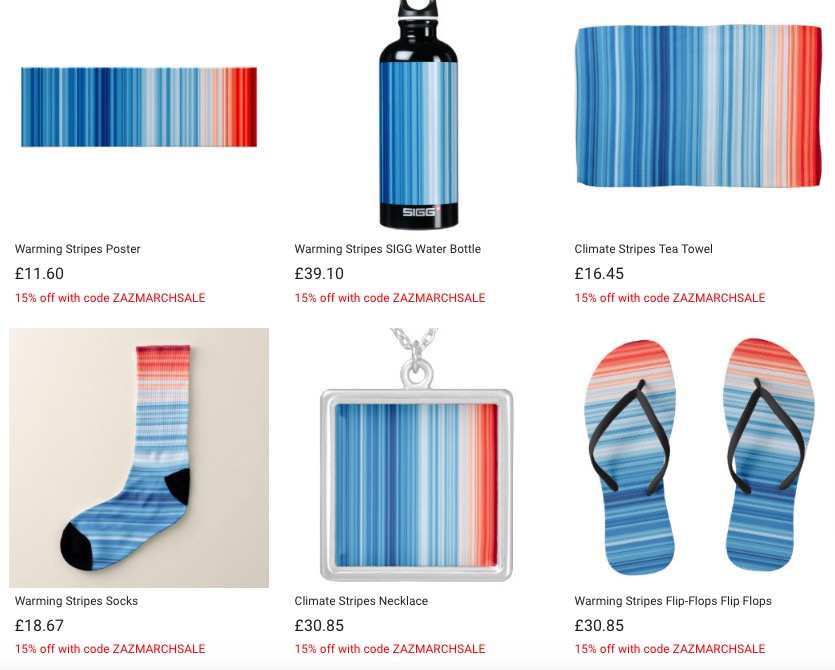 SIGG
Warming Stripes Poster
£11.60
15% off with code ZAZMARCHSALE
Warming Stripes SIGG Water Bottle
£39.10
15% off with code ZAZMARCHSALE
Climate Stripes Tea Towel
£16.45
15% off with code ZAZMARCHSALE
Warming Stripes Socks
£18.67
15% off with code ZAZMARCHSALE
Climate Stripes Necklace
£30.85
15% off with code ZAZMARCHSALE
Warming Stripes Flip-Flops Flip Flops
£30.85
15% off with code ZAZMARCHSALE